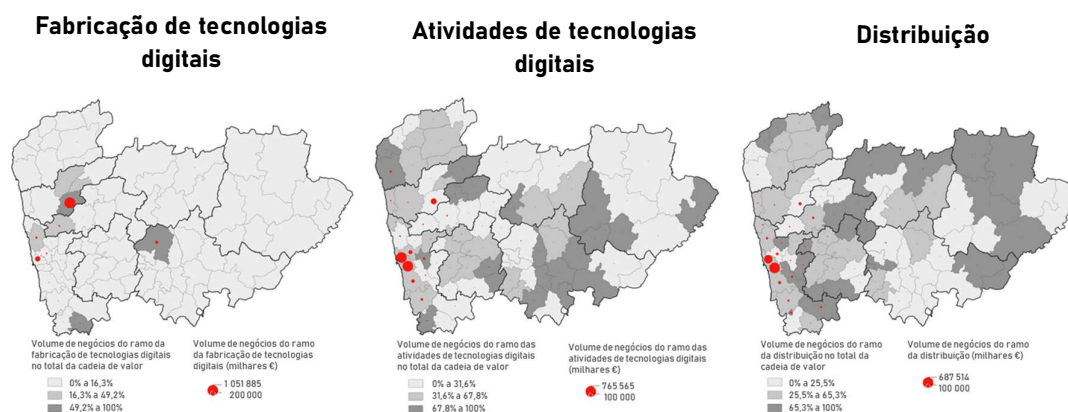 Fabricação de tecnologias
digitais
Atividades de tecnologias
digitais
Distribuição
Volume de negócios do ramo da
fabricação de tecnologias digitais
no total da cadeia de valor
0% a 16,3%
16,3% a 49,2%
49,2% a 100%
Volume de negócios do ramo
da fabricação de tecnologias
digitais (milhares €)
1 051 885
200 000
Volume de negócios do ramo
das atividades de tecnologias digitais
no total da cadeia de valor
0% a 31,6%
31,6% a 67,8%
67,8% a 100%
Volume de negócios do ramo das
atividades de tecnologias digitais
(milhares €)
765 565
100 000
Volume de negócios do ramo
da distribuição no total da
cadeia de valor
0% a 25,5%
25,5% a 65,3%
65,3% a 100%
Volume de negócios do ramo
da distribuição (milhares €)
687 514
100 000